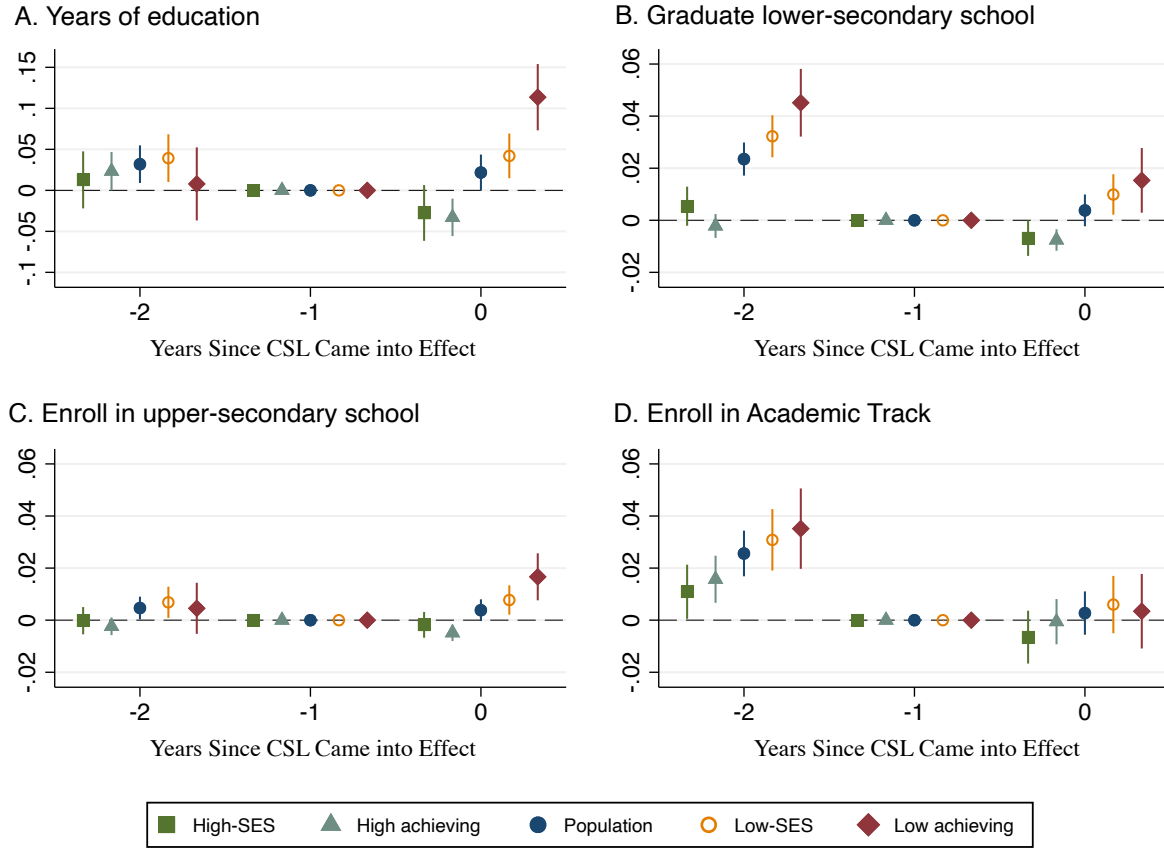 A. Years of education
.15
.1
.05
0
-.05
-.1
-2
-1
0
Years Since CSL Came into Effect
B. Graduate lower-secondary school
.06
.04
.02
0
-.02
-2
-1
0
Years Since CSL Came into Effect
C. Enroll in upper-secondary school
.06
.04
.02
0
-.02
-2
-1
0
Years Since CSL Came into Effect
D. Enroll in Academic Track
.06
.04
.02
0
-.02
-2
-1
0
Years Since CSL Came into Effect
High-SES
High achieving
Population
Low-SES
Low achieving